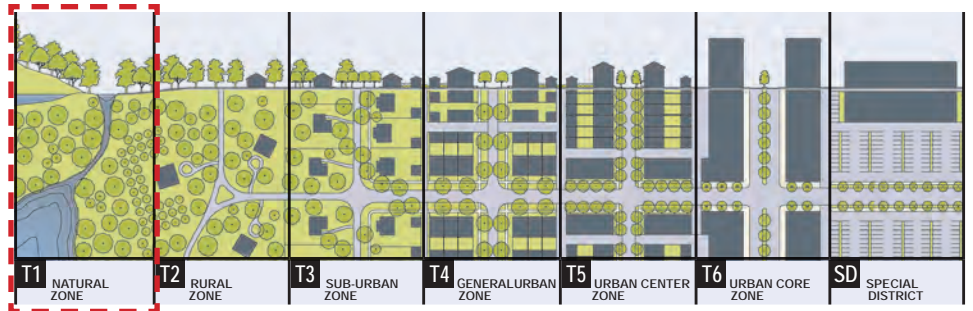 T1 NATURAL
ZONE
T2 RURAL
ZONE
T3 SUB-URBAN
ZONE
T4 GENERALURBAN
ZONE
T5 URBAN CENTER
ZONE
T6 URBAN CORE
ZONE
SD SPECIAL
DISTRICT